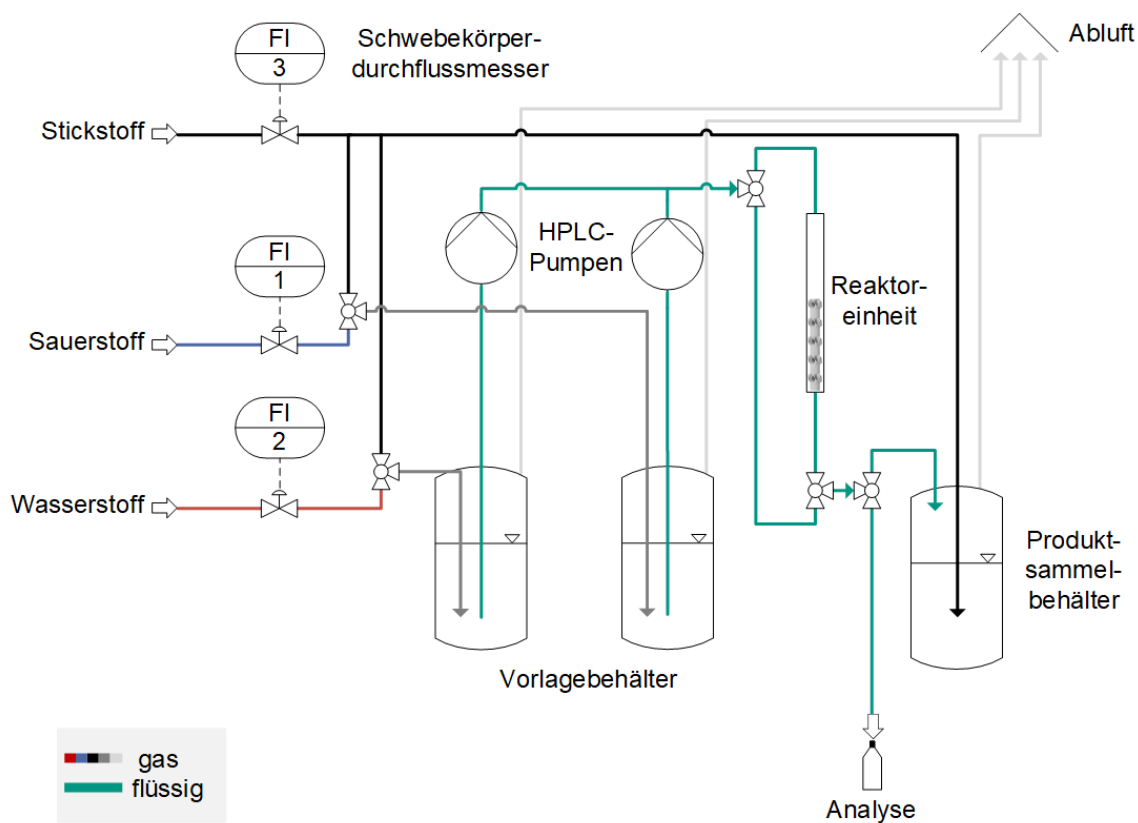 FI
3
Schwebekörper-
durchflussmesser
Abluft
Stickstoff
HPLC-
Pumpen
FI
1
Reaktor-
einheit
Sauerstoff
FI
2
Wasserstoff
Produkt-
sammel-
behälter
Vorlagebehälter
gas
flüssig
Analyse